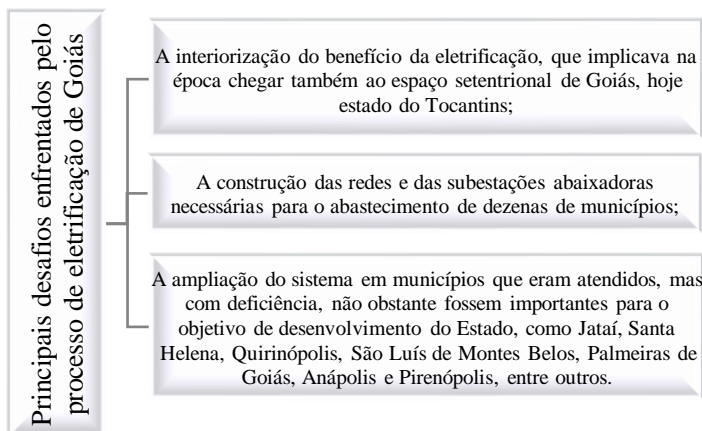 Principais desafios enfrentados pelo
processo de eletrificação de Goiás
A interiorização do benefício da eletrificação, que implicava na
época chegar também ao espaço setentrional de Goiás, hoje
estado do Tocantins;
A construção das redes e das subestações abaixadoras
necessárias para o abastecimento de dezenas de municípios;
A ampliação do sistema em municípios que eram atendidos, mas
com deficiência, não obstante fossem importantes para o
objetivo de desenvolvimento do Estado, como Jataí, Santa
Helena, Quirinópolis, São Luís de Montes Belos, Palmeiras de
Goiás, Anápolis e Pirenópolis, entre outros.